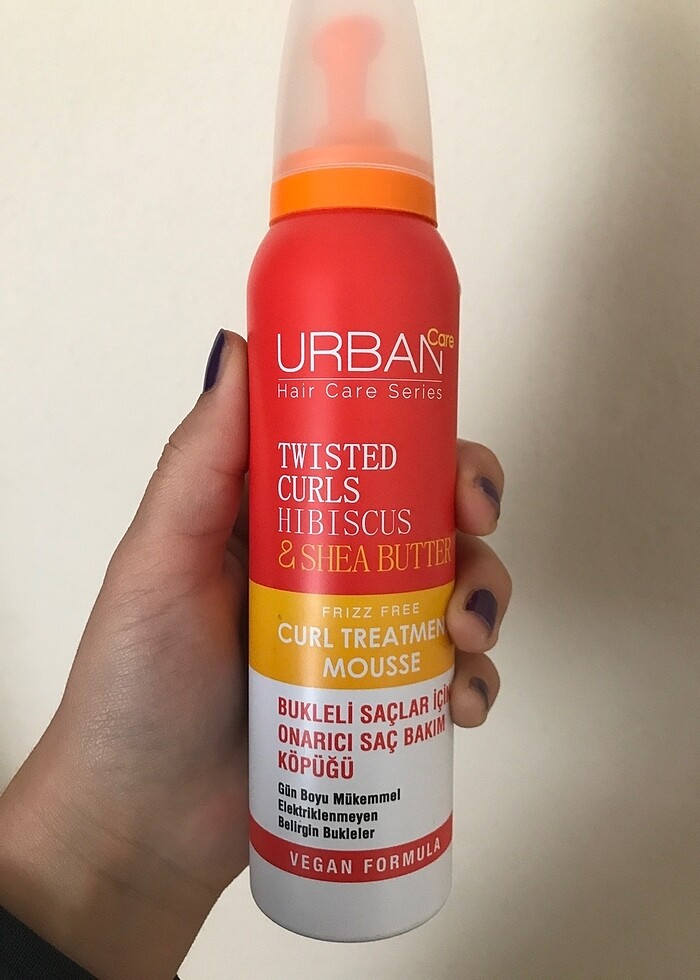 URBAN Care
Hair Care Series
TWISTED
CURLS
HIBISCUS
& SHEA BUTTER
FRIZZ FREE
CURL TREATMEN
MOUSSE
BUKLELİ SAÇLAR İÇİN
ONARICI SAÇ BAKIM
KÖPÜĞÜ
Gün Boyu Mükemmel
Elektriklenmeyen
Belirgin Bukleler
VEGAN FORMULA